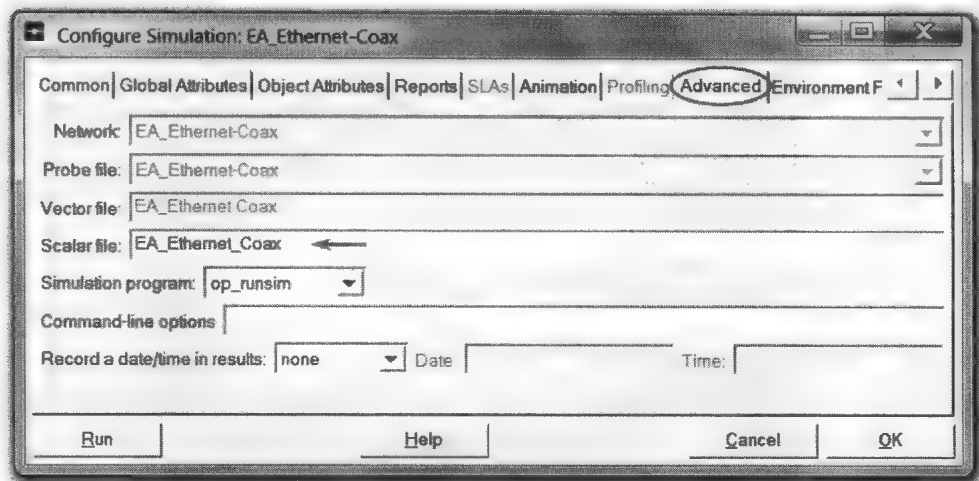 Configure Simulation: EA_Ethernet-Coax
Common Global Attributes Object Attributes Reports SLAs Animation Profiling Advanced Environment F
Network: EA_Ethernet-Coax
Probe file: EA_Ethernet-Coax
Vector file: EA_Ethernet Coax
Scalar file: EA_Ethernet_Coax
Simulation program: op_runsim
Command-line options
Record a date/time in results: none Date Time:
Run Help Cancel OK